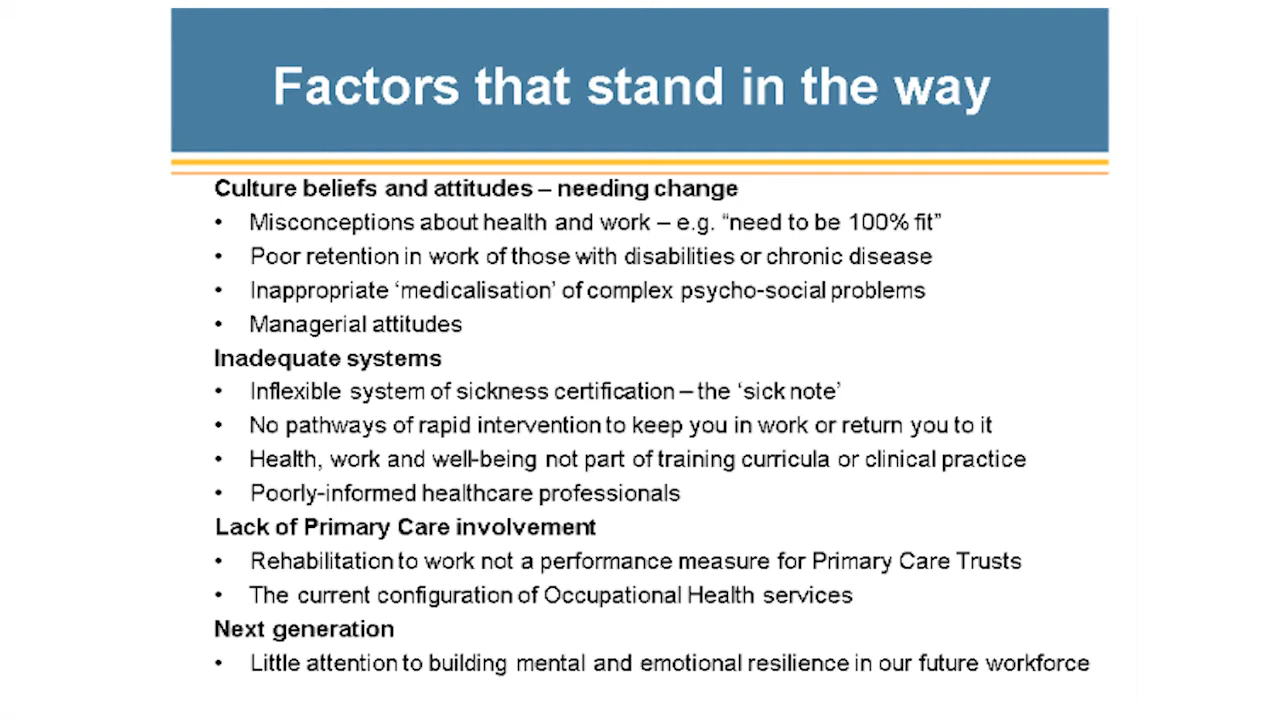 Factors that stand in the way
Culture beliefs and attitudes – needing change
• Misconceptions about health and work – e.g. “need to be 100% fit”
• Poor retention in work of those with disabilities or chronic disease
• Inappropriate ‘medicalisation’ of complex psycho-social problems
• Managerial attitudes
Inadequate systems
• Inflexible system of sickness certification – the ‘sick note’
• No pathways of rapid intervention to keep you in work or return you to it
• Health, work and well-being not part of training curricula or clinical practice
• Poorly-informed healthcare professionals
Lack of Primary Care involvement
• Rehabilitation to work not a performance measure for Primary Care Trusts
• The current configuration of Occupational Health services
Next generation
• Little attention to building mental and emotional resilience in our future workforce